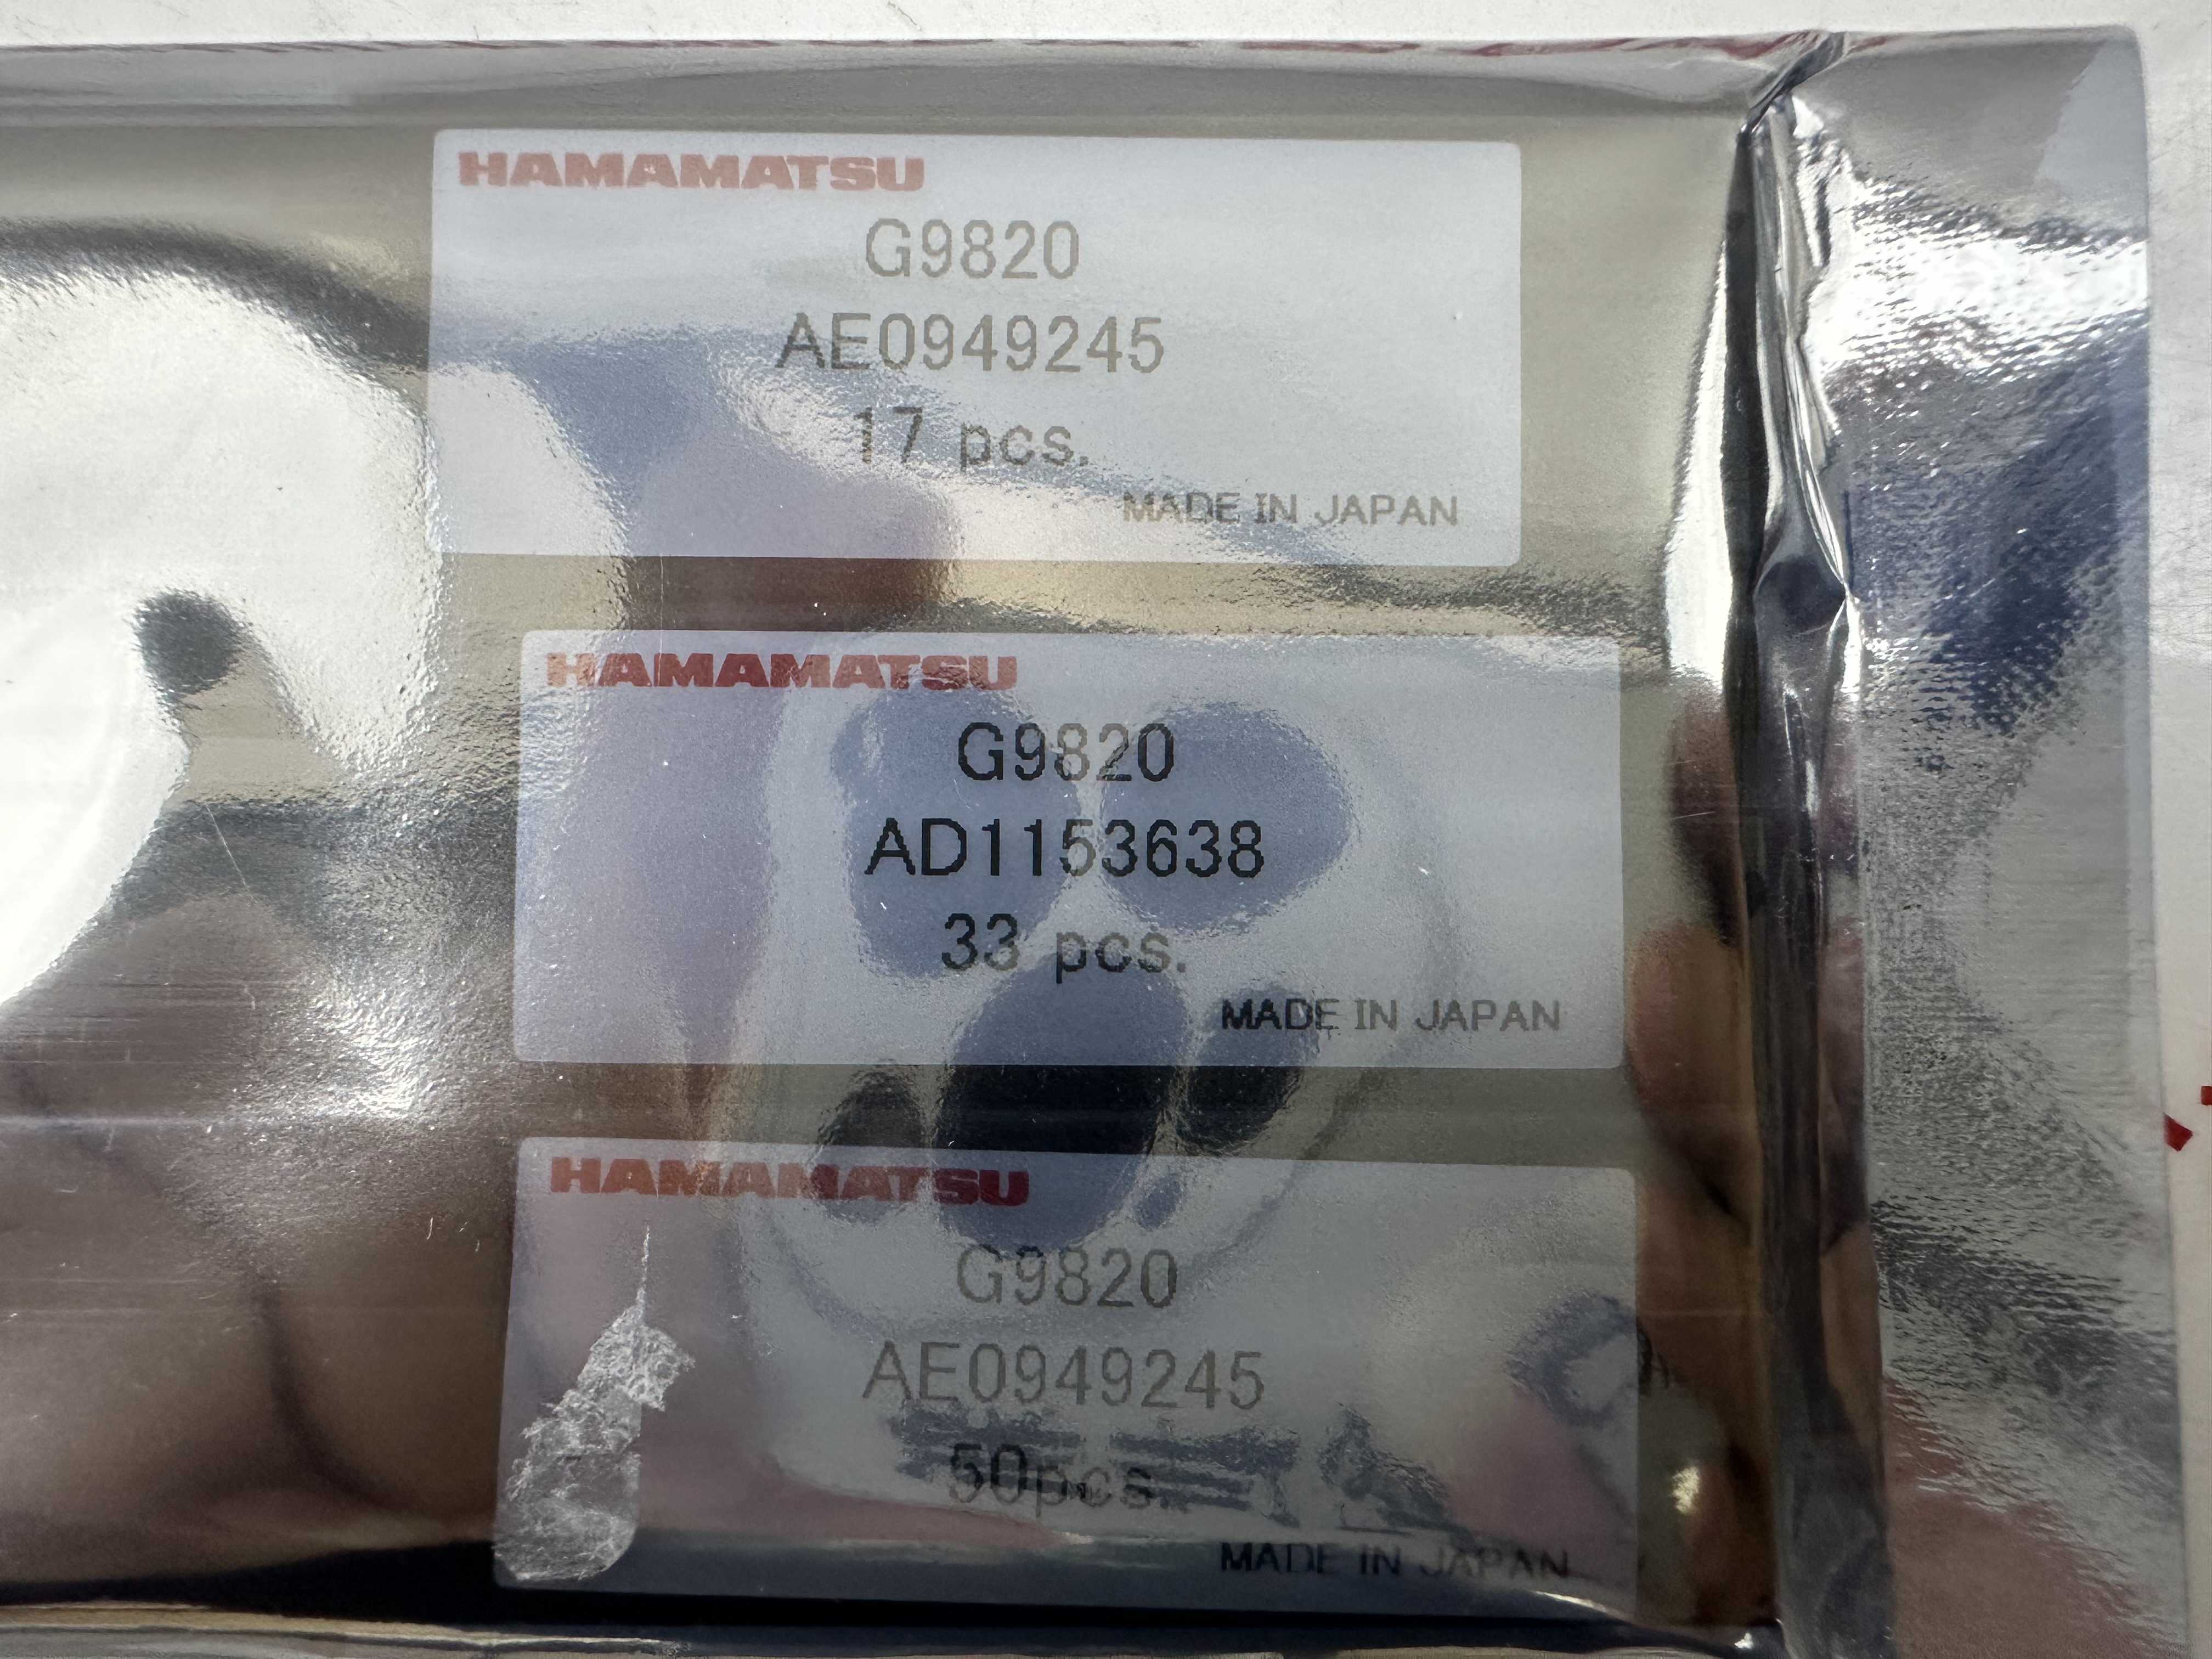 HAMAMATSU
G9820
AE0949245
17 pcs.
MADE IN JAPAN
HAMAMATSU
G9820
AD1153638
33 pcs.
MADE IN JAPAN
HAMAMATSU
G9820
AE0949245
50pcs.
MADE IN JAPAN